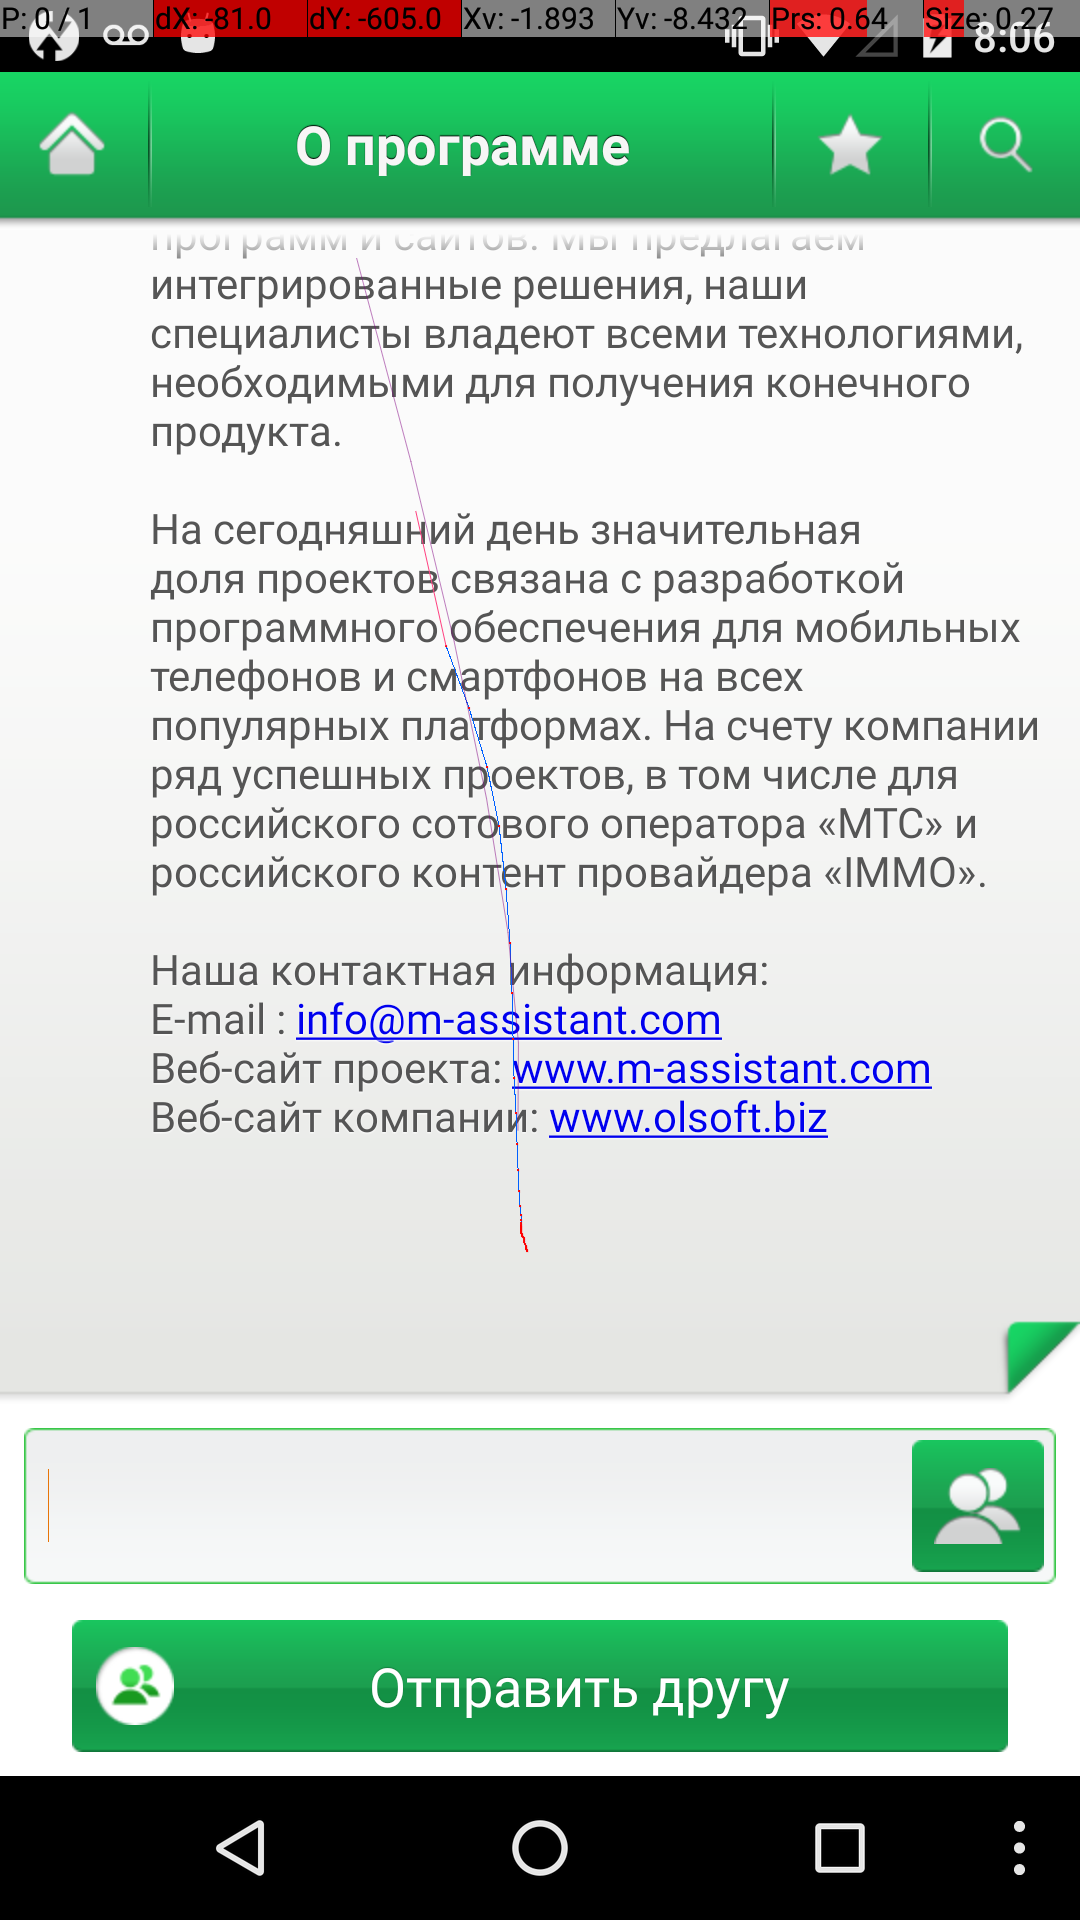 P: 0 / 1 dX: -81.0 dY: -605.0 Xv: -1.893 Yv: -8.432 Prs: 0.64 Size: 0.27
8:06
О программе
программ и сайтов. Мы предлагаем
интегрированные решения, наши
специалисты владеют всеми технологиями,
необходимыми для получения конечного
продукта.
На сегодняшний день значительная
доля проектов связана с разработкой
программного обеспечения для мобильных
телефонов и смартфонов на всех
популярных платформах. На счету компании
ряд успешных проектов, в том числе для
российского сотового оператора «МТС» и
российского контент провайдера «IMMO».
Наша контактная информация:
E-mail : info@m-assistant.com
Веб-сайт проекта: www.m-assistant.com
Веб-сайт компании: www.olsoft.biz
Отправить другу